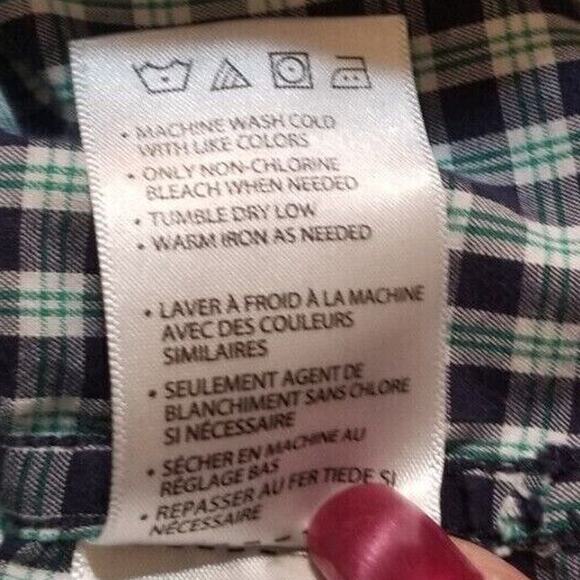 • MACHINE WASH COLD
WITH LIKE COLORS
• ONLY NON-CHLORINE
BLEACH WHEN NEEDED
• TUMBLE DRY LOW
• WARM IRON AS NEEDED
• LAVER À FROID À LA MACHINE
AVEC DES COULEURS
SIMILAIRES
• SEULEMENT AGENT DE
BLANCHIMENT SANS CHLORE
SI NÉCESSAIRE
• SÉCHER EN MACHINE AU
RÉGLAGE BAS
• REPASSER AU FER TIEDE SI
NÉCESSAIRE